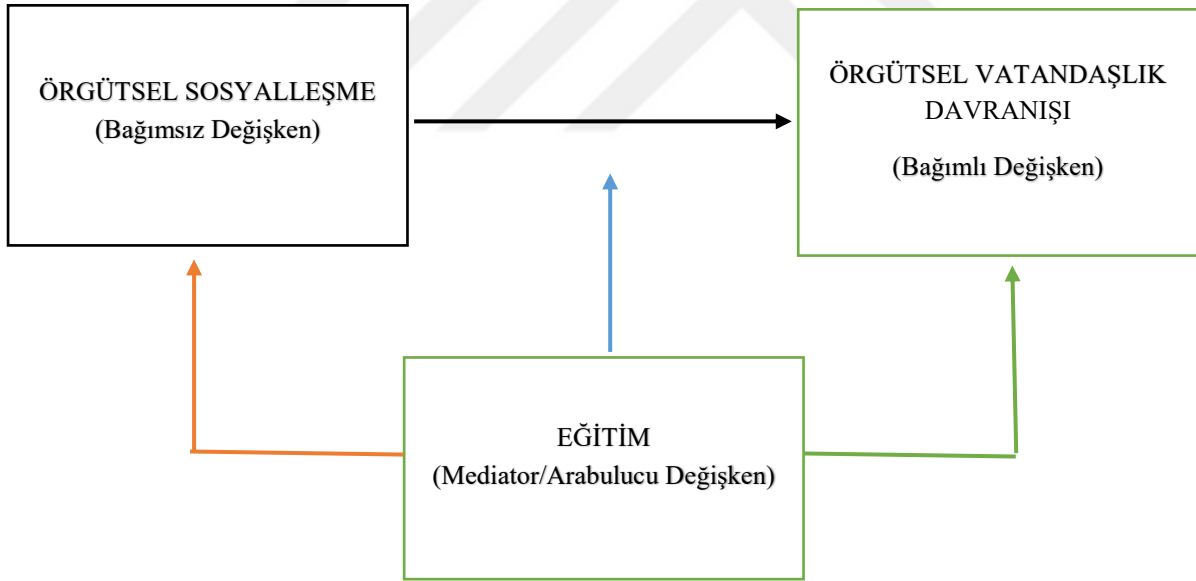 ÖRGÜTSEL SOSYALLEŞME
(Bağımsız Değişken)
ÖRGÜTSEL VATANDAŞLIK
DAVRANIŞI
(Bağımlı Değişken)
EĞİTİM
(Mediator/Arabulucu Değişken)